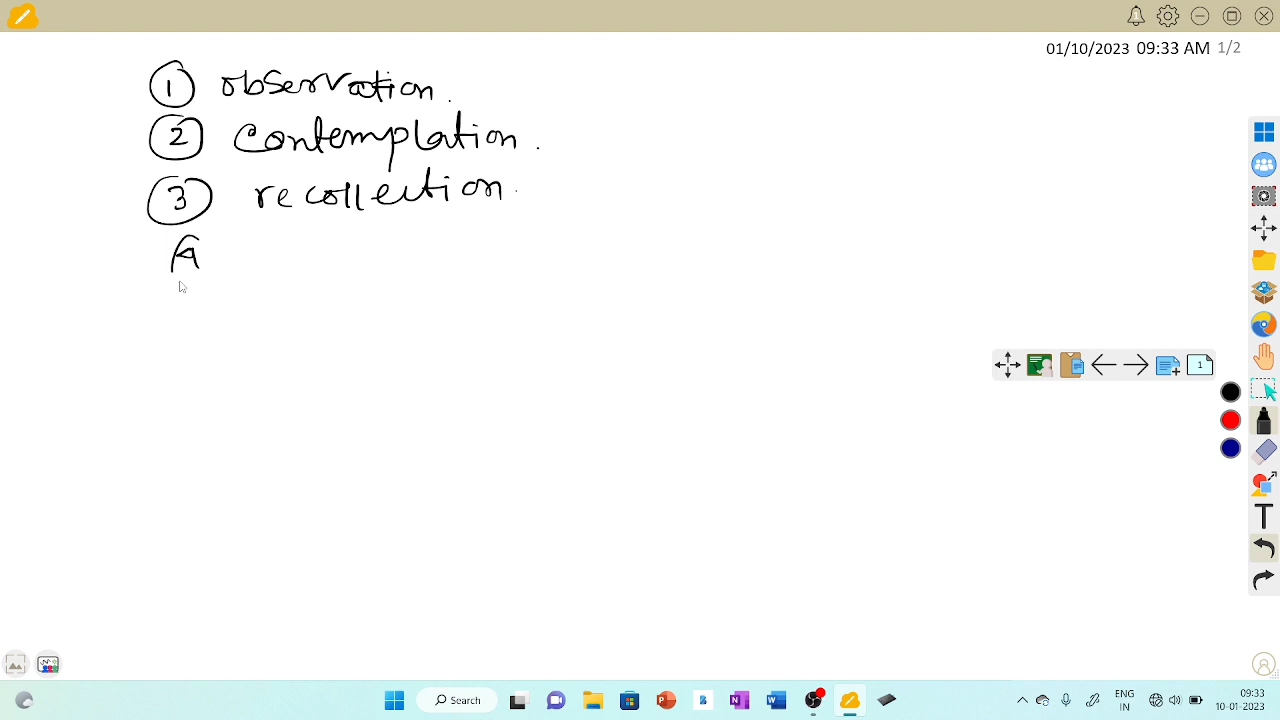 01/10/2023 09:33 AM 1/2
① observation.
② Contemplation.
③ recollection.
A
1
T
Search
ENG
IN
09:33
10-01-2023